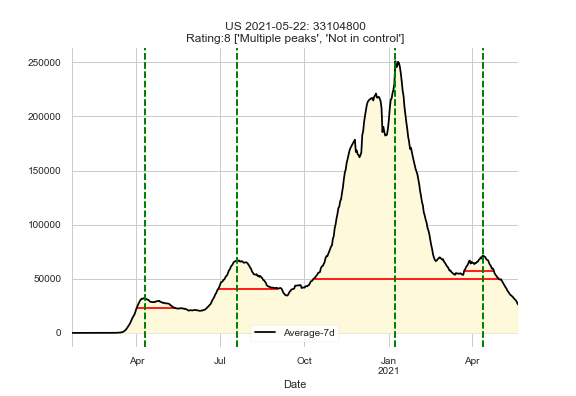 US 2021-05-22: 33104800
Rating:8 ['Multiple peaks', 'Not in control']
250000
200000
150000
100000
50000
0
Average-7d
Apr
Jul
Oct
Jan
2021
Apr
Date